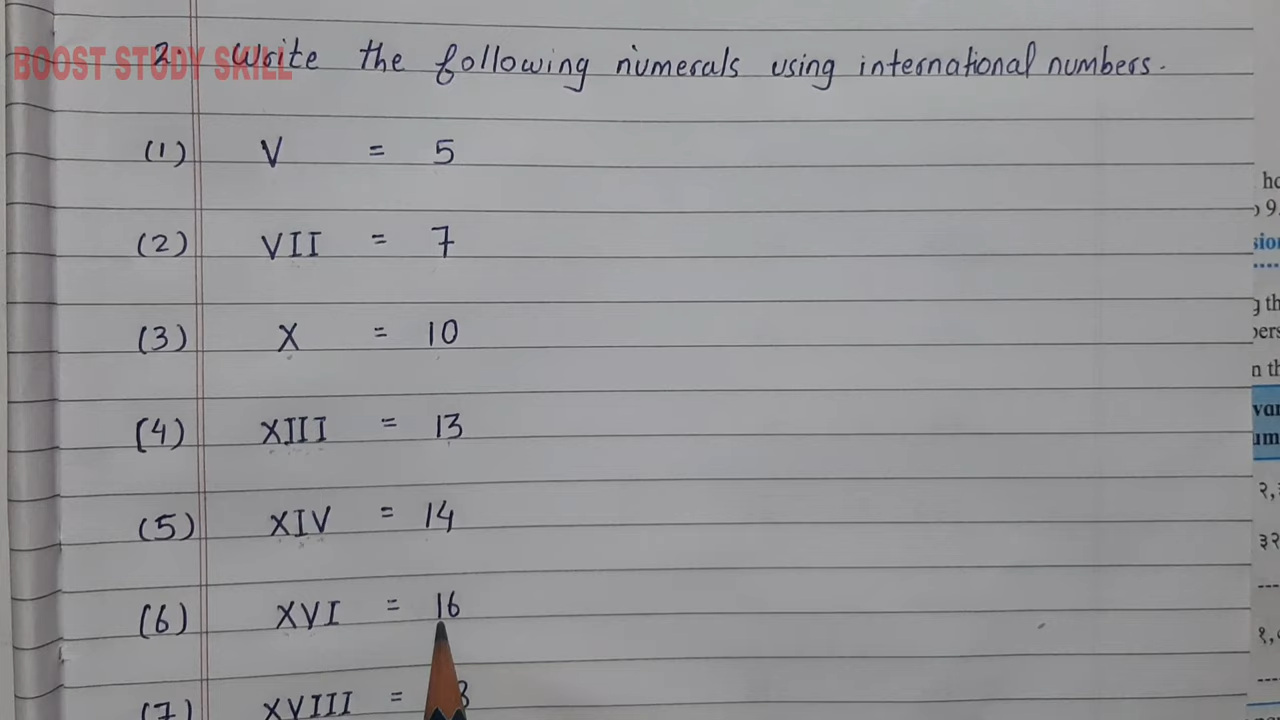 BOOST STUDY SKILL
2 Write the following numerals using international numbers.
(1) V = 5
(2) VII = 7
(3) X = 10
(4) XIII = 13
(5) XIV = 14
(6) XVI = 16
(7) XVIII =